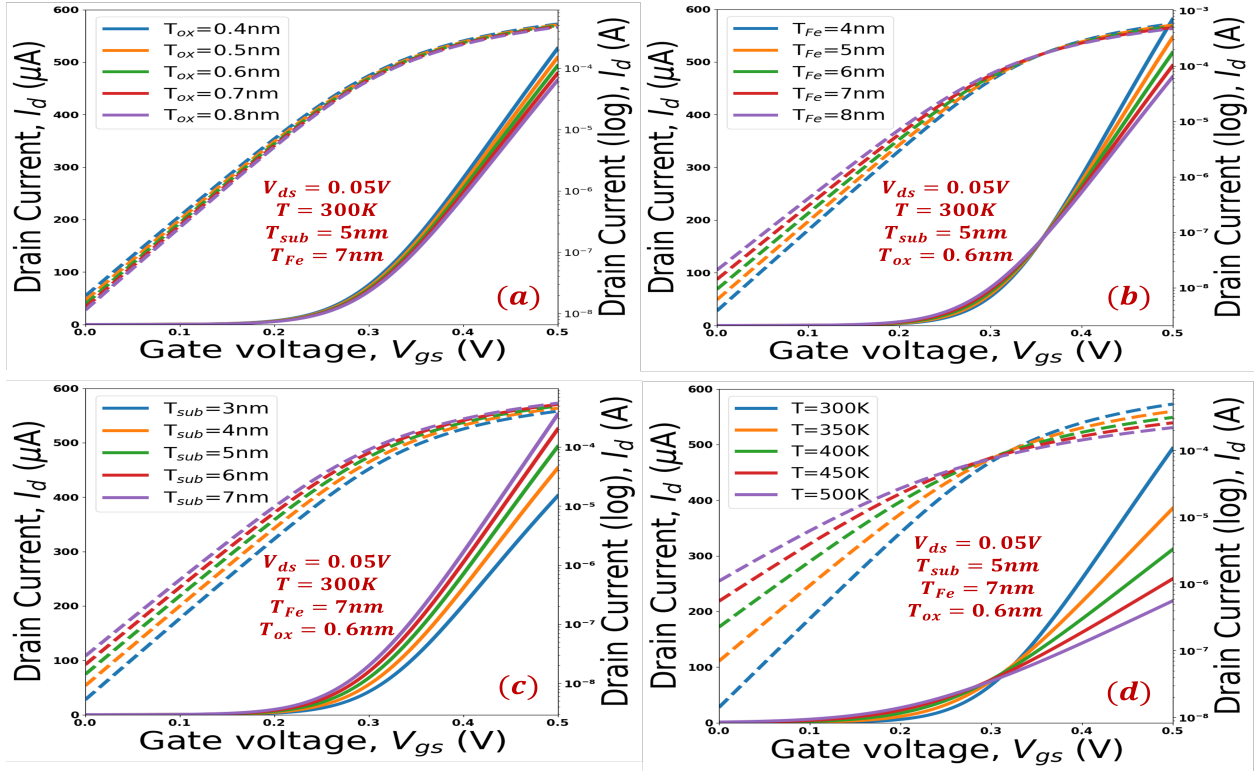 Drain Current, I_d (μA)
600
500
400
300
200
100
0
T_ox=0.4nm
T_ox=0.5nm
T_ox=0.6nm
T_ox=0.7nm
T_ox=0.8nm
V_ds = 0.05V
T = 300K
T_sub = 5nm
T_Fe = 7nm
(a)
10⁻⁴
10⁻⁵
10⁻⁶
10⁻⁷
10⁻⁸
Drain Current (log), I_d (A)
0.0 0.1 0.2 0.3 0.4 0.5
Gate voltage, V_gs (V)
Drain Current, I_d (μA)
600
500
400
300
200
100
0
T_Fe=4nm
T_Fe=5nm
T_Fe=6nm
T_Fe=7nm
T_Fe=8nm
V_ds = 0.05V
T = 300K
T_sub = 5nm
T_ox = 0.6nm
(b)
10⁻³
10⁻⁴
10⁻⁵
10⁻⁶
10⁻⁷
10⁻⁸
Drain Current (log), I_d (A)
0.0 0.1 0.2 0.3 0.4 0.5
Gate voltage, V_gs (V)
Drain Current, I_d (μA)
600
500
400
300
200
100
0
T_sub=3nm
T_sub=4nm
T_sub=5nm
T_sub=6nm
T_sub=7nm
V_ds = 0.05V
T = 300K
T_Fe = 7nm
T_ox = 0.6nm
(c)
10⁻⁴
10⁻⁵
10⁻⁶
10⁻⁷
10⁻⁸
Drain Current (log), I_d (A)
0.0 0.1 0.2 0.3 0.4 0.5
Gate voltage, V_gs (V)
Drain Current, I_d (μA)
600
500
400
300
200
100
0
T=300K
T=350K
T=400K
T=450K
T=500K
V_ds = 0.05V
T_sub = 5nm
T_Fe = 7nm
T_ox = 0.6nm
(d)
10⁻⁴
10⁻⁵
10⁻⁶
10⁻⁷
10⁻⁸
Drain Current (log), I_d (A)
0.0 0.1 0.2 0.3 0.4 0.5
Gate voltage, V_gs (V)